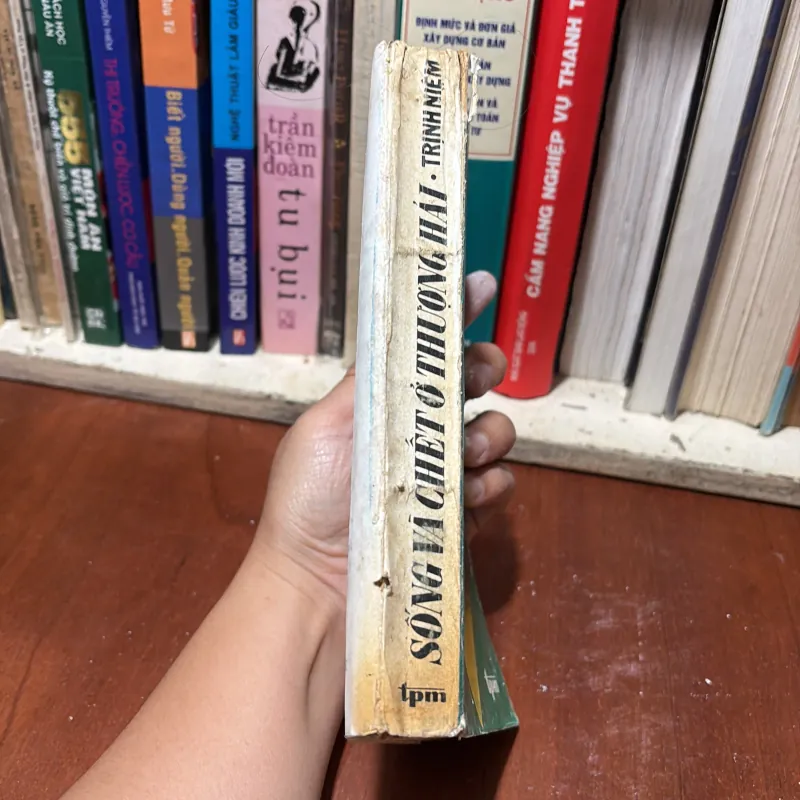 SỐNG VÀ CHẾT Ở THƯỢNG HẢI • TRỊNH NIÊM
tpm
555 MÓN ĂN
VIỆT NAM
THỊ TRƯỜNG, CHIẾN LƯỢC, CƠ CẤU
Biết người, Dùng người, Quản người
NGHỆ THUẬT LÀM GIÀU
CHIẾN LƯỢC KINH DOANH MỚI
trần
kiêm
đoàn
tu bụi
ĐỊNH MỨC VÀ ĐƠN GIÁ
XÂY DỰNG CƠ BẢN
CẨM NANG NGHIỆP VỤ THANH T